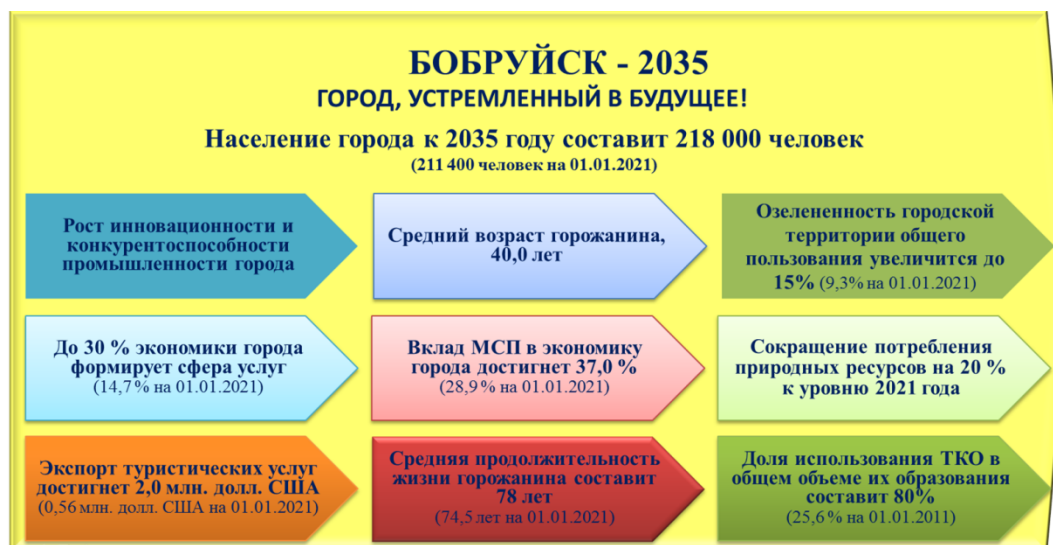 БОБРУЙСК - 2035
ГОРОД, УСТРЕМЛЕННЫЙ В БУДУЩЕЕ!
Население города к 2035 году составит 218 000 человек
(211 400 человек на 01.01.2021)
Рост инновационности и
конкурентоспособности
промышленности города
Средний возраст горожанина,
40,0 лет
Озелененность городской
территории общего
пользования увеличится до
15% (9,3% на 01.01.2021)
До 30 % экономики города
формирует сфера услуг
(14,7 % на 01.01.2021)
Вклад МСП в экономику
города достигнет 37,0 %
(28,9 % на 01.01.2021)
Сокращение потребления
природных ресурсов на 20 %
к уровню 2021 года
Экспорт туристических услуг
достигнет 2,0 млн. долл. США
(0,56 млн. долл. США на 01.01.2021)
Средняя продолжительность
жизни горожанина составит
78 лет
(74,5 лет на 01.01.2021)
Доля использования ТКО в
общем объеме их образования
составит 80%
(25,6 % на 01.01.2011)